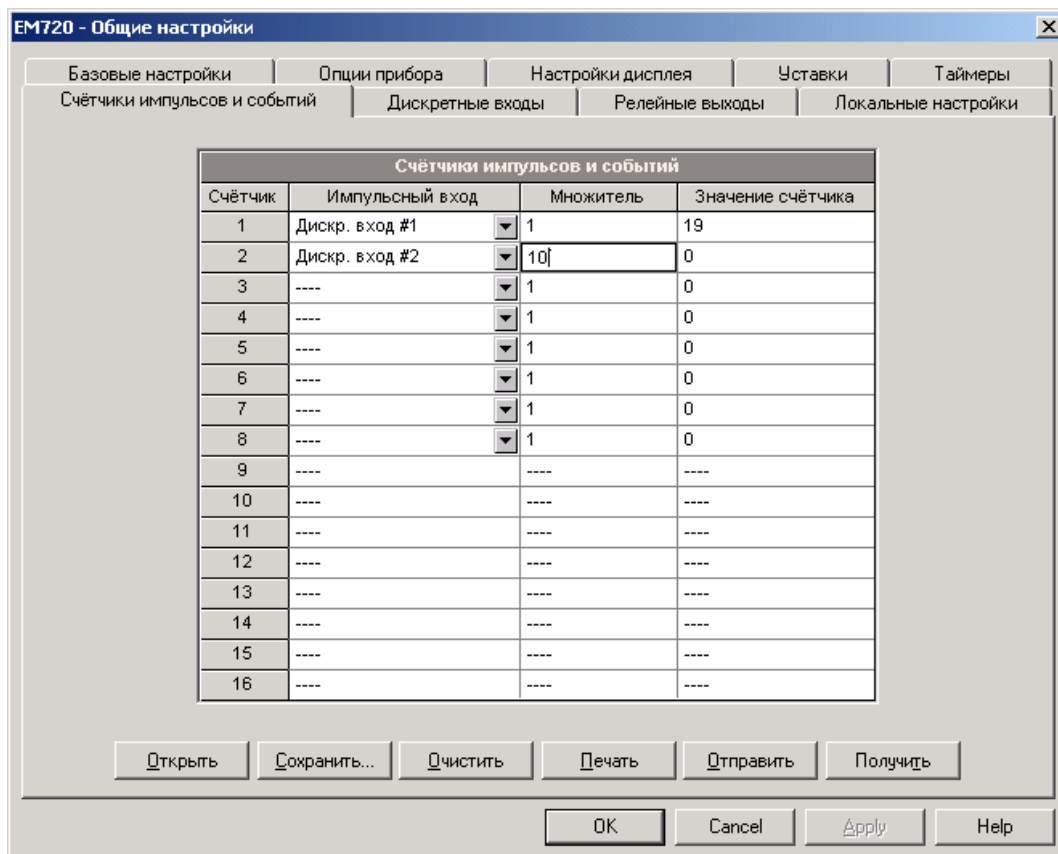 EM720 - Общие настройки
Базовые настройки Опции прибора Настройки дисплея Уставки Таймеры
Счётчики импульсов и событий Дискретные входы Релейные выходы Локальные настройки
Счётчики импульсов и событий
Счётчик Импульсный вход Множитель Значение счётчика
1 Дискр. вход #1 1 19
2 Дискр. вход #2 10 0
3 ---- 1 0
4 ---- 1 0
5 ---- 1 0
6 ---- 1 0
7 ---- 1 0
8 ---- 1 0
9 ---- ---- ----
10 ---- ---- ----
11 ---- ---- ----
12 ---- ---- ----
13 ---- ---- ----
14 ---- ---- ----
15 ---- ---- ----
16 ---- ---- ----
Открыть Сохранить... Очистить Печать Отправить Получить
OK Cancel Apply Help